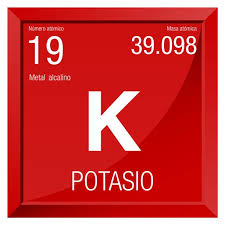 Número atómico Masa atómica
19 39.098
Metal alcalino
K
POTASIO